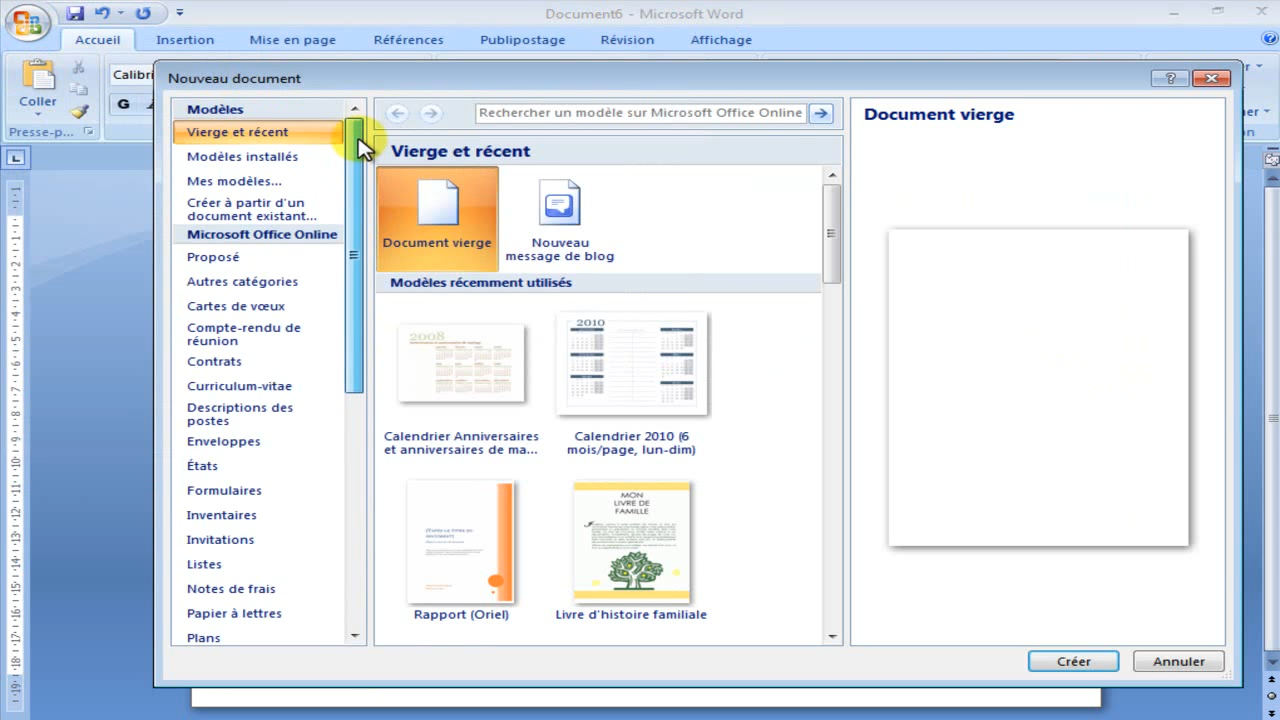 Document6 - Microsoft Word
Accueil
Insertion
Mise en page
Références
Publipostage
Révision
Affichage
Coller
Calibri
G
Presse-p...
Nouveau document
Modèles
Vierge et récent
Modèles installés
Mes modèles...
Créer à partir d'un
document existant...
Microsoft Office Online
Proposé
Autres catégories
Cartes de vœux
Compte-rendu de
réunion
Contrats
Curriculum-vitae
Descriptions des
postes
Enveloppes
États
Formulaires
Inventaires
Invitations
Listes
Notes de frais
Papier à lettres
Plans
Rechercher un modèle sur Microsoft Office Online
Vierge et récent
Document vierge
Nouveau
message de blog
Modèles récemment utilisés
2008
2010
Calendrier Anniversaires
et anniversaires de ma...
Calendrier 2010 (6
mois/page, lun-dim)
MON
LIVRE DE
FAMILLE
Rapport (Oriel)
Livre d'histoire familiale
Document vierge
Créer
Annuler